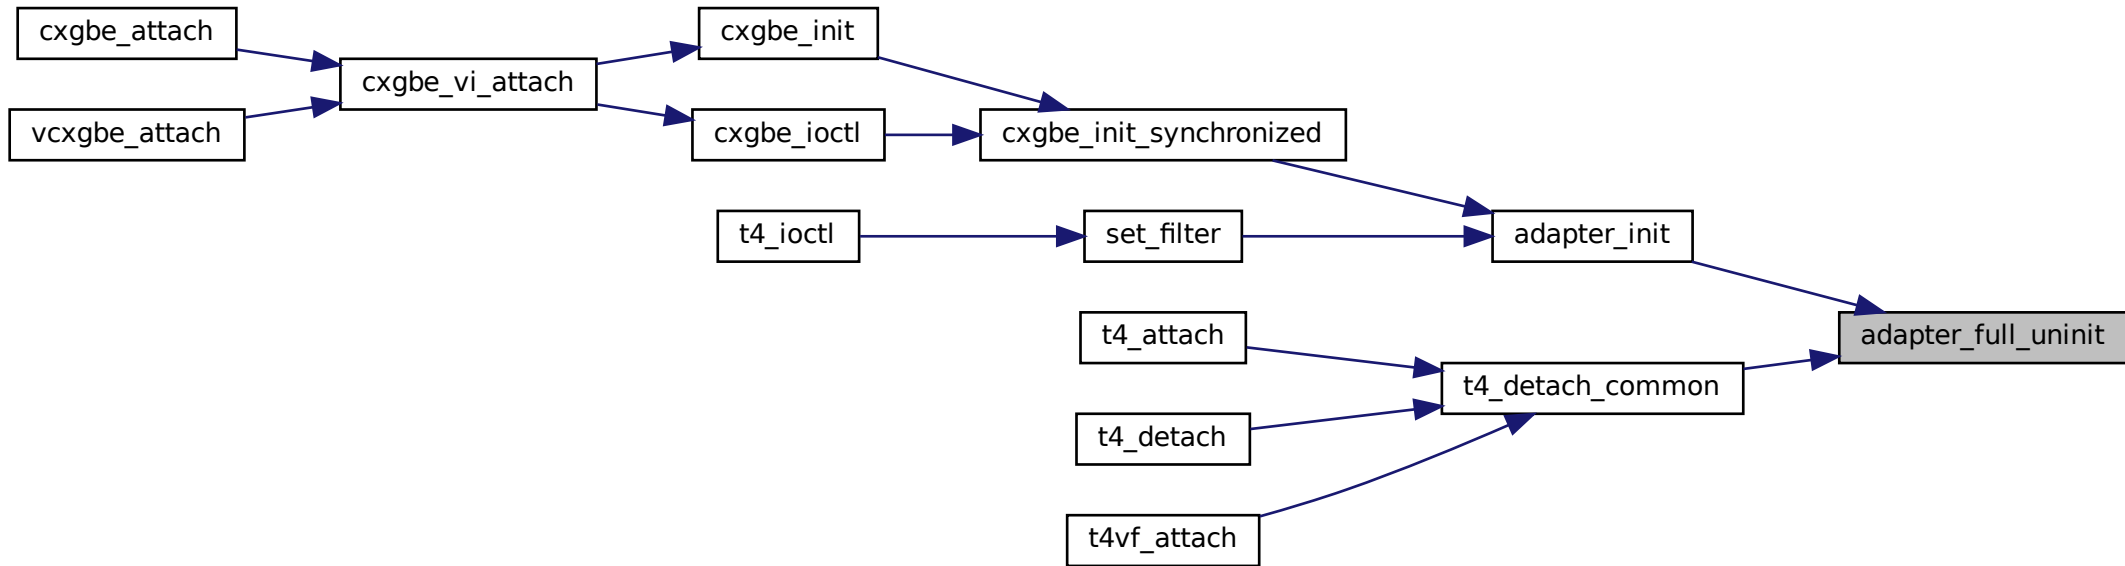 cxgbe_attach
cxgbe_init
cxgbe_vi_attach
vcxgbe_attach
cxgbe_ioctl
cxgbe_init_synchronized
t4_ioctl
set_filter
adapter_init
t4_attach
adapter_full_uninit
t4_detach_common
t4_detach
t4vf_attach